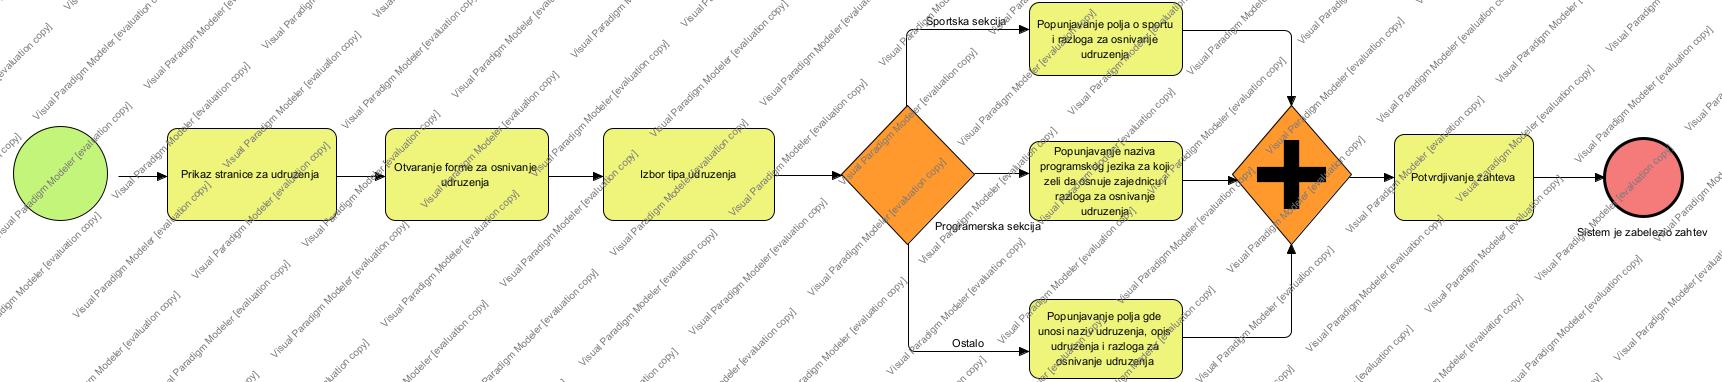 Prikaz stranice za udruzenja
Otvaranje forme za osnivanje
udruzenja
Izbor tipa udruzenja
Sportska sekcija
Popunjavanje polja o sportu
i razloga za osnivanje
udruzenja
Popunjavanje naziva
programskog jezika za koji
zeli da osnuje zajednicu i
razloga za osnivanje
udruzenja
Programerska sekcija
Ostalo
Popunjavanje polja gde
unosi naziv udruzenja, opis
udruzenja i razloga za
osnivanje udruzenja
Potvrdjivanje zahteva
Sistem je zabelezio zahtev
Visual Paradigm Modeler [evaluation copy]